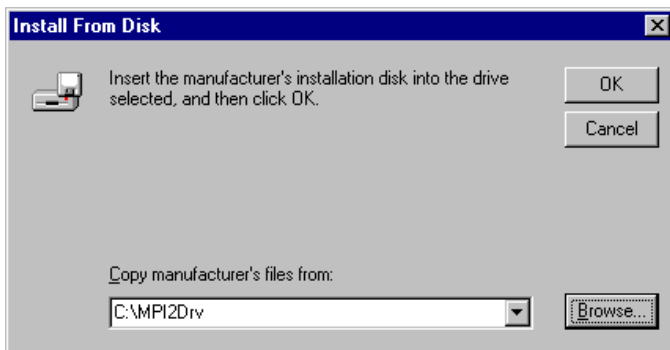 Install From Disk
Insert the manufacturer's installation disk into the drive
selected, and then click OK.
OK
Cancel
Copy manufacturer's files from:
C:\MPI2Drv
Browse...